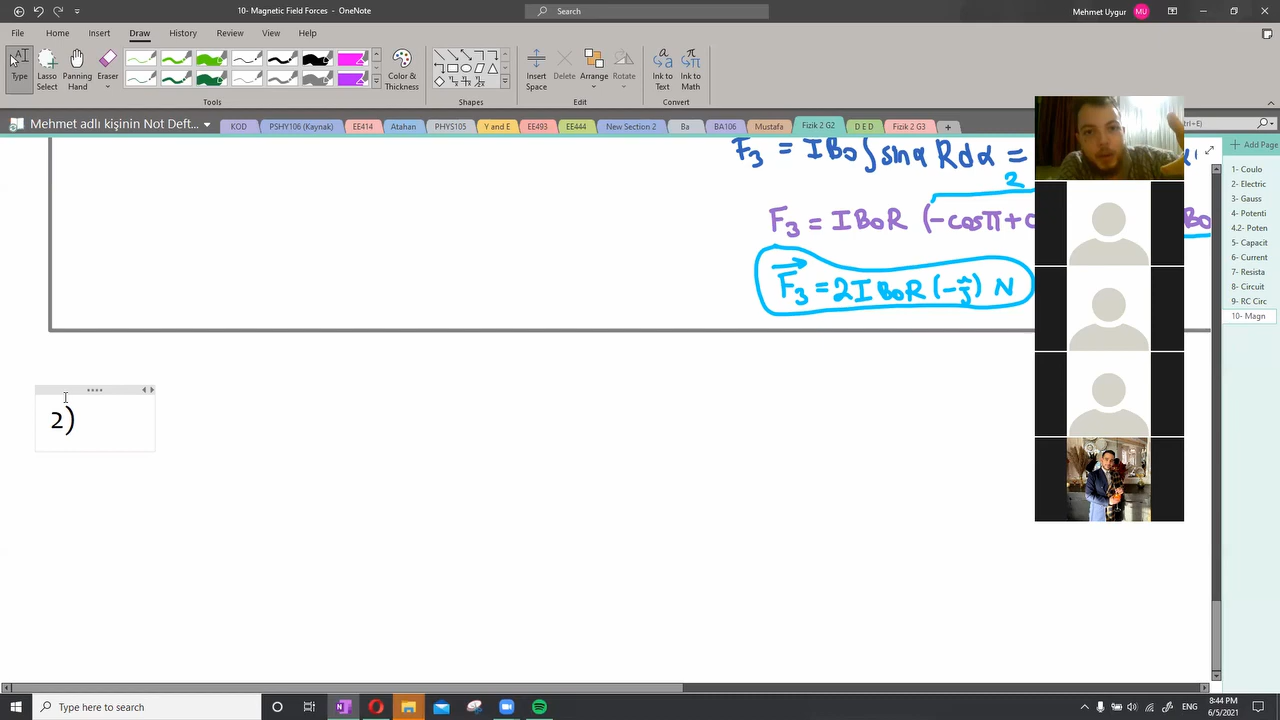 10- Magnetic Field Forces - OneNote
Search
Mehmet Uygur
MU
File Home Insert Draw History Review View Help
Type
Lasso Select
Panning Hand
Eraser
Color & Thickness
Insert Space
Delete
Arrange
Rotate
Ink to Text
Ink to Math
Tools
Shapes
Edit
Convert
Mehmet adlı kişinin Not Deft...
KOD
PSHY106 (Kaynak)
EE414
Atahan
PHYS105
Y and E
EE493
EE444
New Section 2
Ba
BA106
Mustafa
Fizik 2 G2
D E D
Fizik 2 G3
+
trl+E)
Add Page
1- Coulo
2- Electric
3- Gauss
4- Potenti
4.2- Poten
5- Capacit
6- Current
7- Resista
8- Circuit
9- RC Circ
10- Magn
F₃ = IB₀ ∫ sinα R dα =
2
F₃ = IB₀R (-cosπ+
B₀
F₃ = 2IB₀R (-ĵ) N
2)
Type here to search
ENG
8:44 PM
6/5/2021